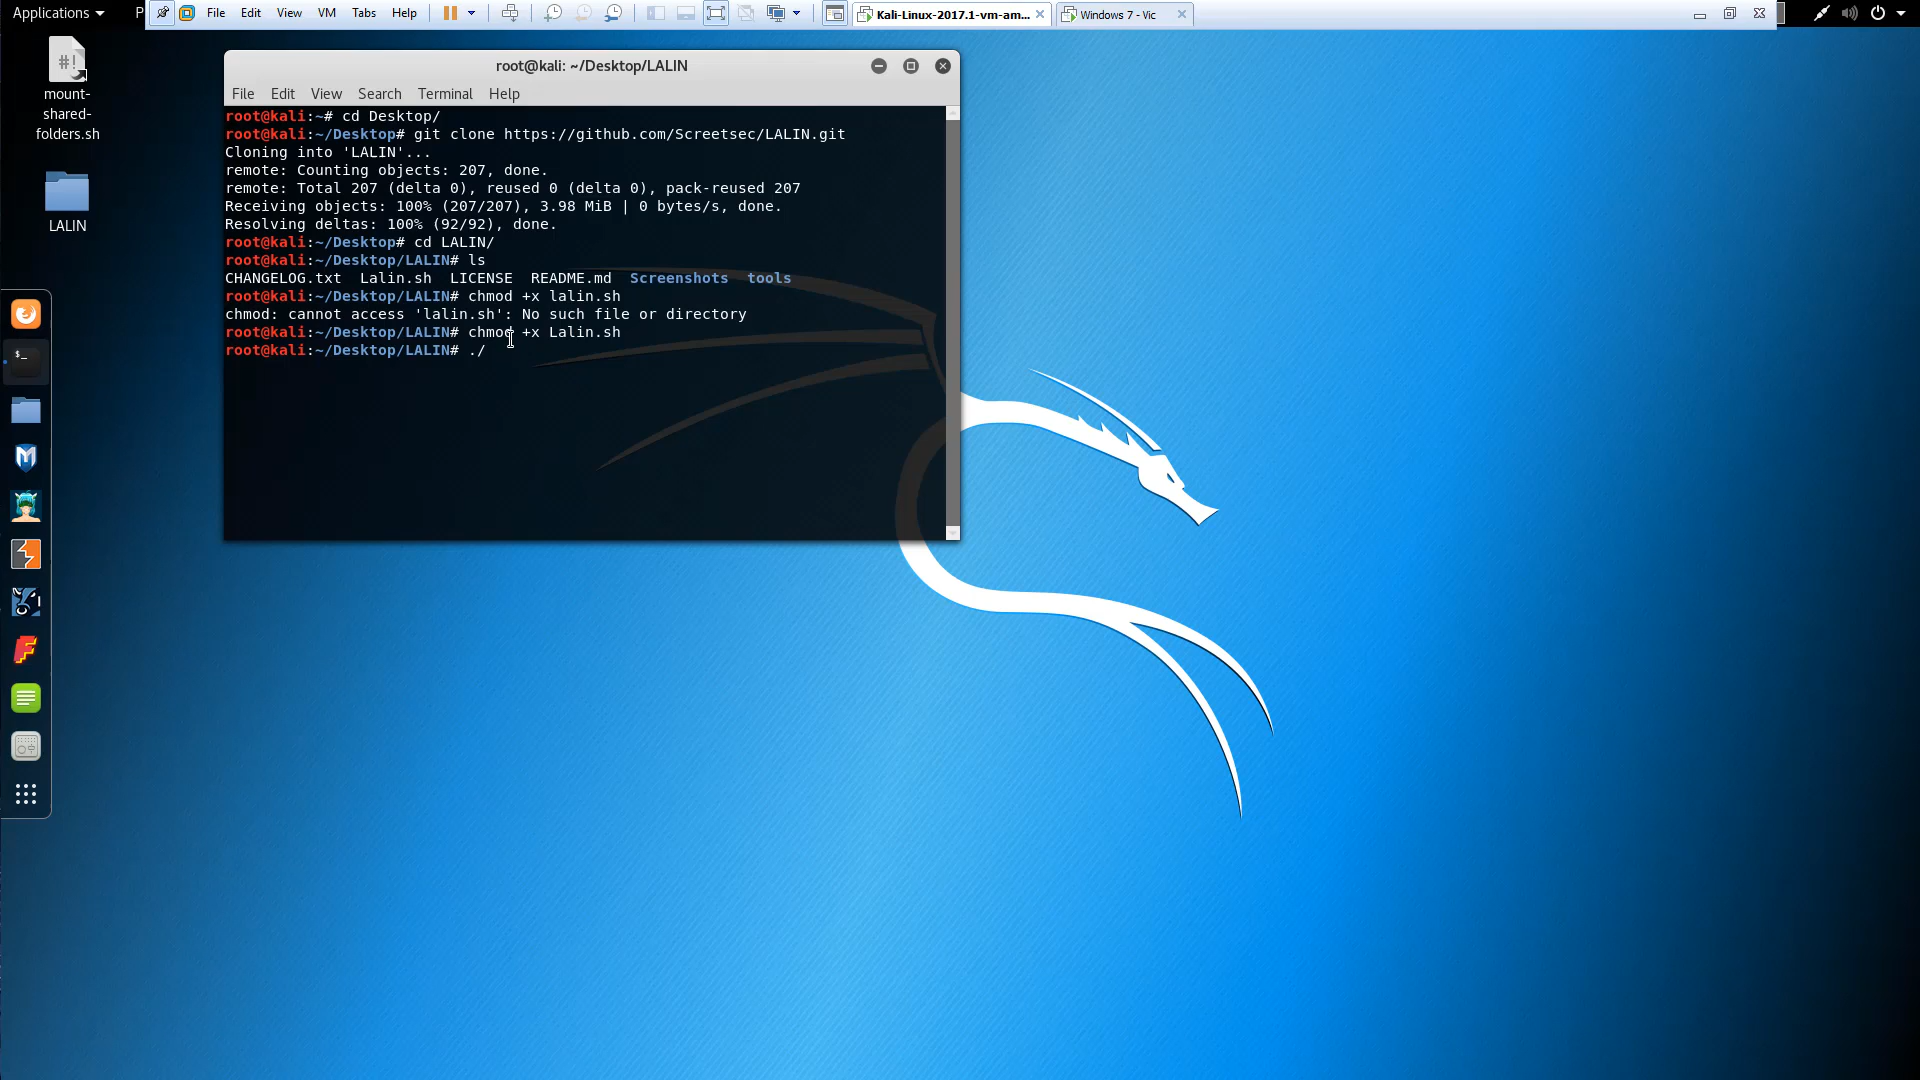 Applications
P
File Edit View VM Tabs Help
Kali-Linux-2017.1-vm-am...
Windows 7 - Vic
#!
mount-
shared-
folders.sh
LALIN
root@kali: ~/Desktop/LALIN
File Edit View Search Terminal Help
root@kali:~# cd Desktop/
root@kali:~/Desktop# git clone https://github.com/Screetsec/LALIN.git
Cloning into 'LALIN'...
remote: Counting objects: 207, done.
remote: Total 207 (delta 0), reused 0 (delta 0), pack-reused 207
Receiving objects: 100% (207/207), 3.98 MiB | 0 bytes/s, done.
Resolving deltas: 100% (92/92), done.
root@kali:~/Desktop# cd LALIN/
root@kali:~/Desktop/LALIN# ls
CHANGELOG.txt  Lalin.sh  LICENSE  README.md  Screenshots  tools
root@kali:~/Desktop/LALIN# chmod +x lalin.sh
chmod: cannot access 'lalin.sh': No such file or directory
root@kali:~/Desktop/LALIN# chmod +x Lalin.sh
root@kali:~/Desktop/LALIN# ./